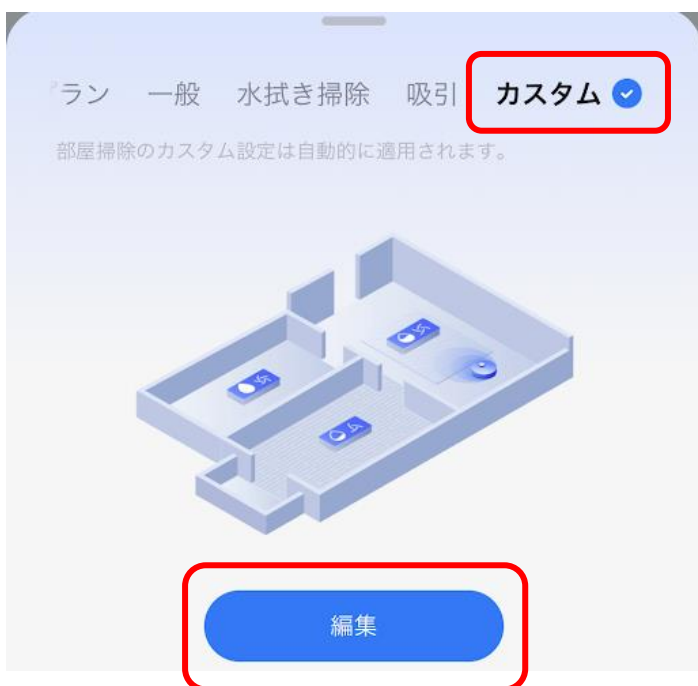 プラン 一般 水拭き掃除 吸引 カスタム
部屋掃除のカスタム設定は自動的に適用されます。
編集